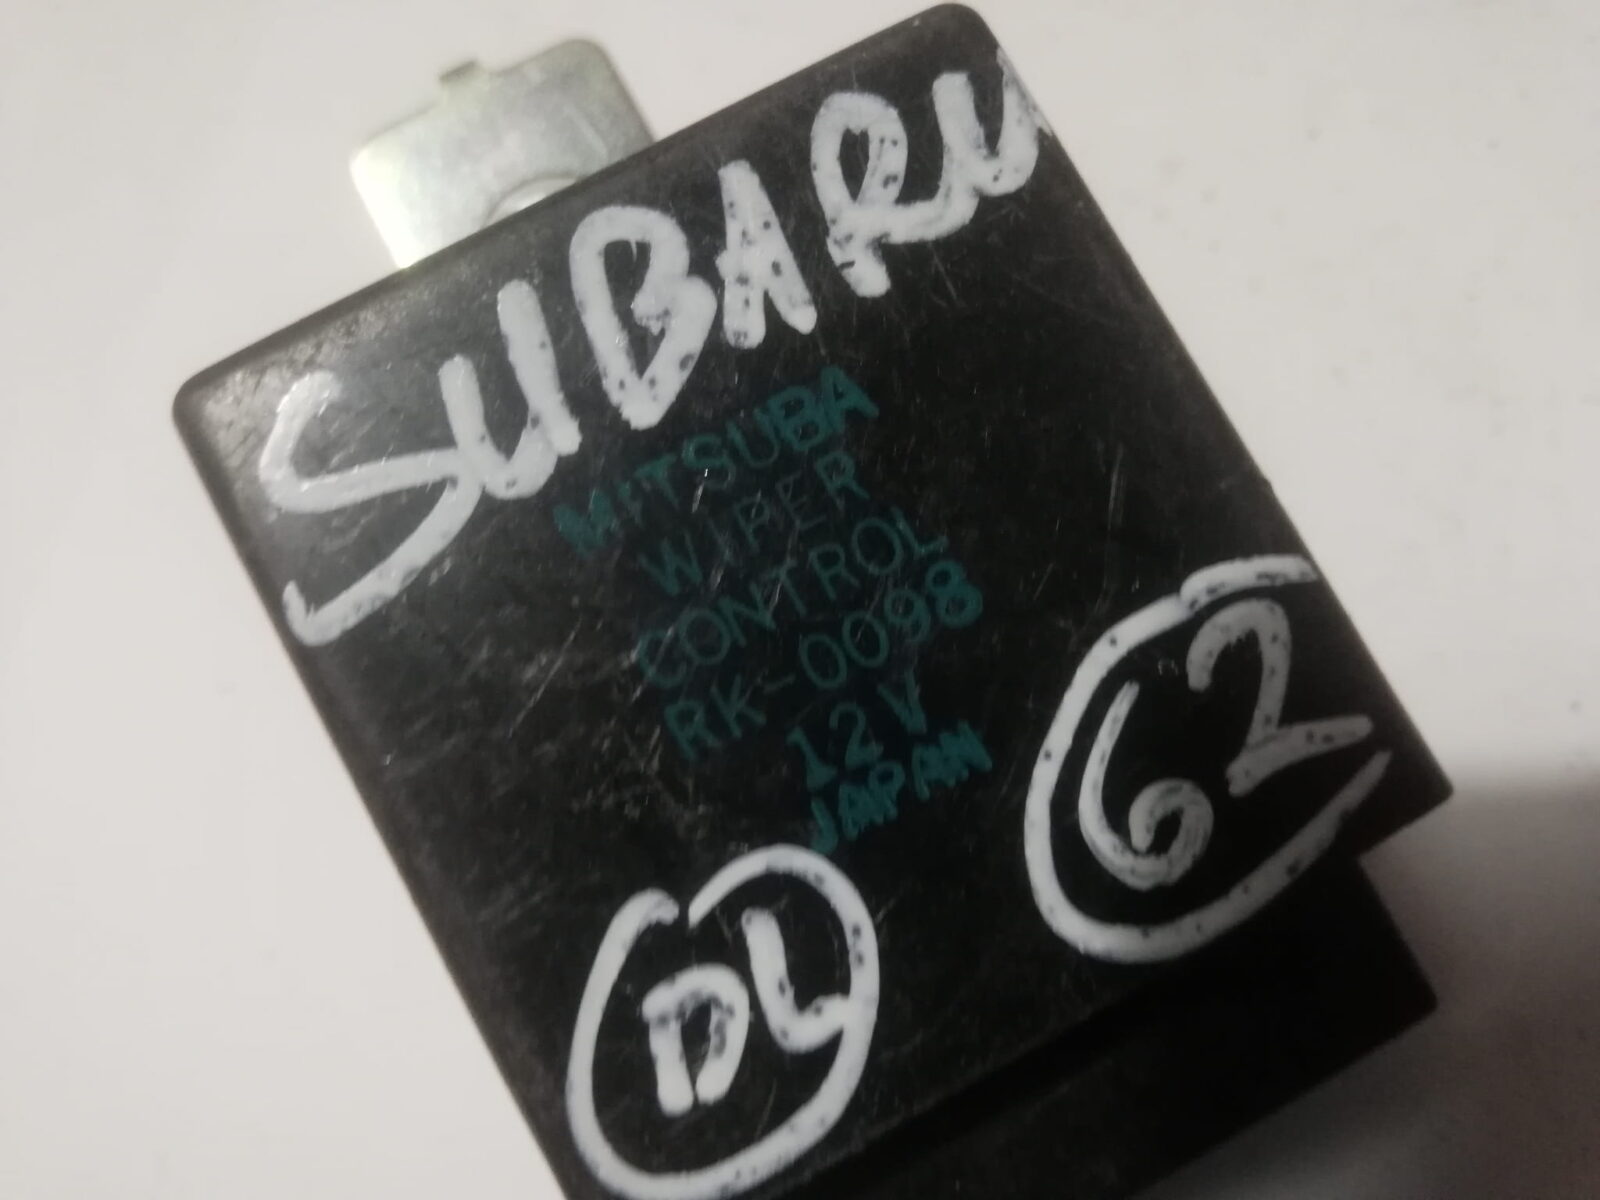 SUBARU
MITSUBA
WIPER
CONTROL
RK-0098
12V
JAPAN
62
DL